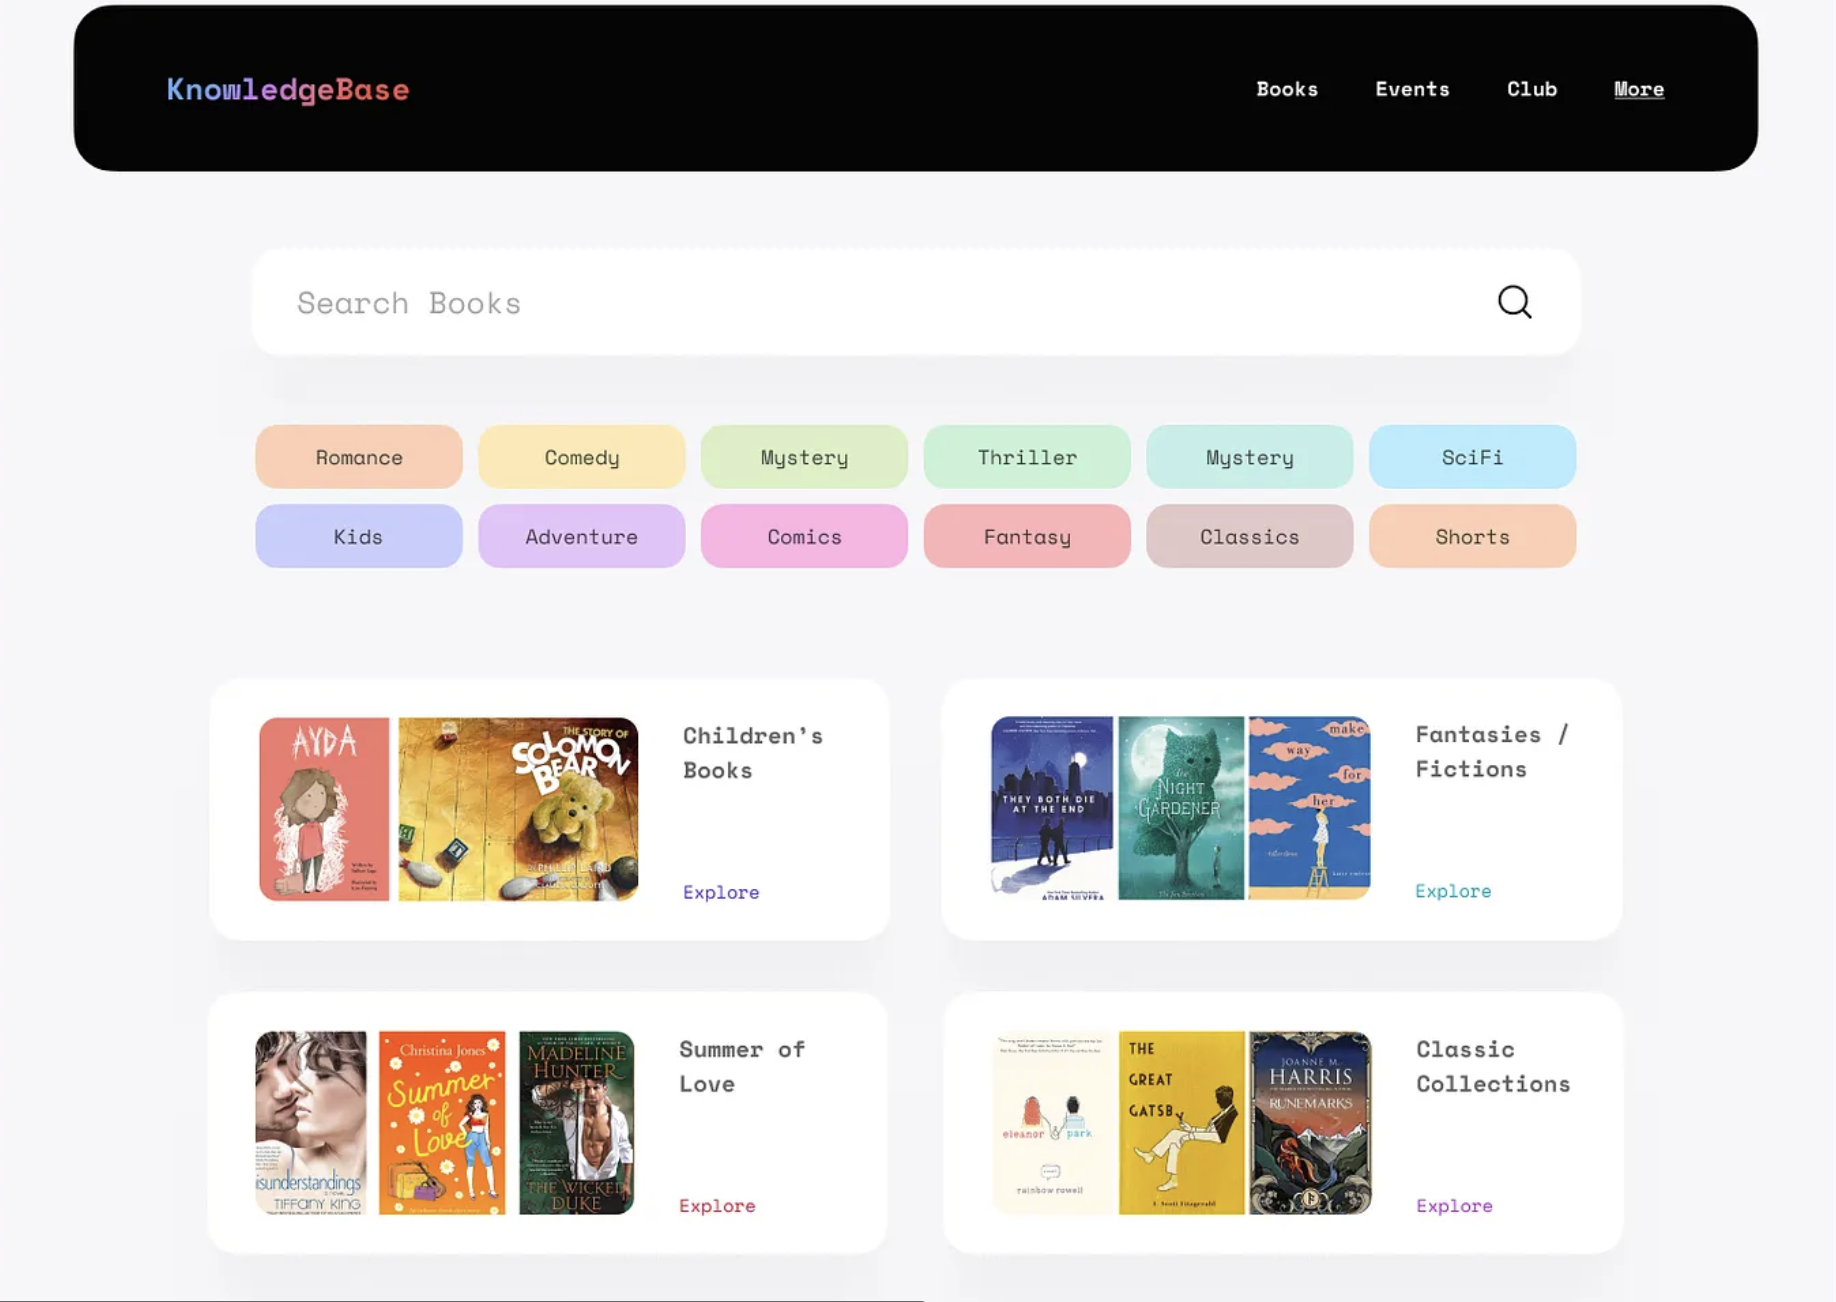 KnowledgeBase
Books Events Club More
Search Books
Romance Comedy Mystery Thriller Mystery SciFi
Kids Adventure Comics Fantasy Classics Shorts
AYDA
THE STORY OF
SOLOMON
BEAR
Children's
Books
Explore
THEY BOTH DIE
AT THE END
ADAM SILVERA
The
NIGHT
GARDENER
make
way
for
her
Fantasies /
Fictions
Explore
isunderstandings
TIFFANY KING
Christina Jones
Summer
of
Love
MADELINE
HUNTER
THE WICKED
DUKE
Summer of
Love
Explore
eleanor park
rainbow rowell
THE
GREAT
GATSBY
F. Scott Fitzgerald
JOANNE M.
HARRIS
RUNEMARKS
Classic
Collections
Explore